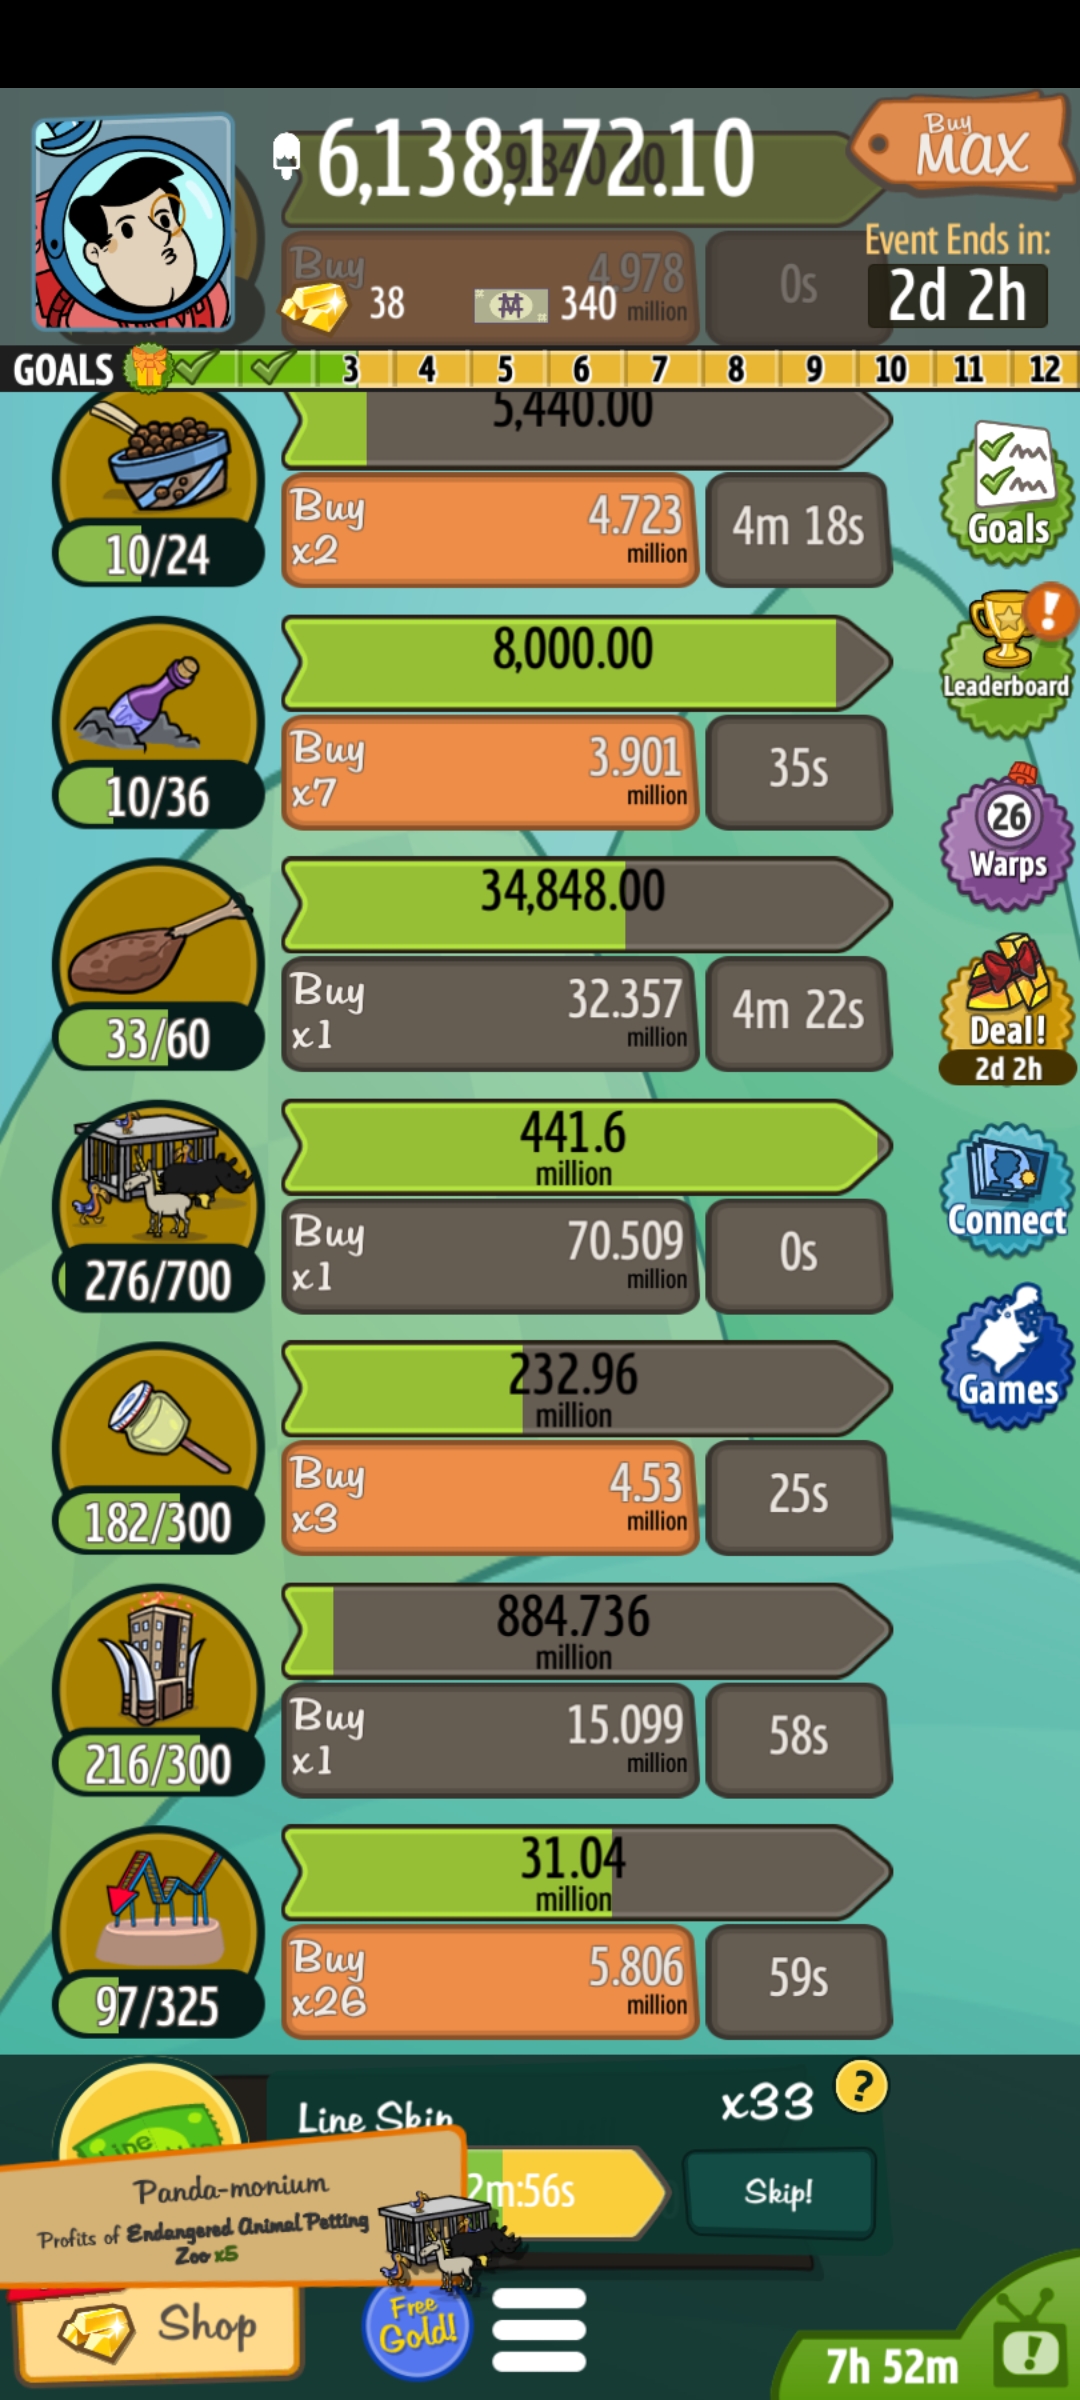 6,138,172.10
Buy
MAX
Buy
4.978
million
0s
38
340
Event Ends in:
2d 2h
GOALS 3 4 5 6 7 8 9 10 11 12
5,440.00
Buy
x2
4.723
million
4m 18s
10/24
Goals
8,000.00
Buy
x7
3.901
million
35s
10/36
Leaderboard
34,848.00
Buy
x1
32.357
million
4m 22s
33/60
26
Warps
Deal!
2d 2h
441.6
million
Buy
x1
70.509
million
0s
276/700
Connect
232.96
million
Buy
x3
4.53
million
25s
182/300
Games
884.736
million
Buy
x1
15.099
million
58s
216/300
31.04
million
Buy
x26
5.806
million
59s
97/325
Line Skip
x33
?
2m:56s
Skip!
Panda-monium
Profits of Endangered Animal Petting
Zoo x5
Shop
Free
Gold!
7h 52m